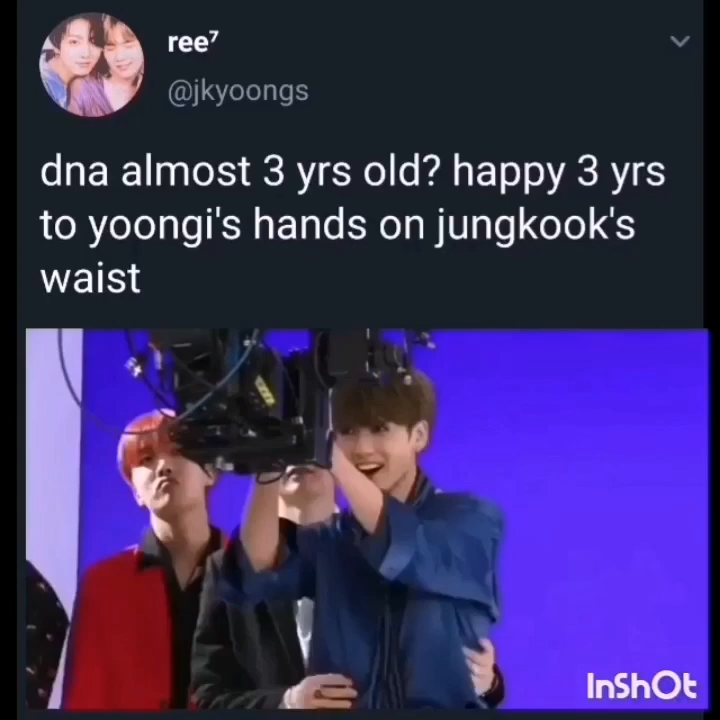 ree⁷
@jkyoongs
dna almost 3 yrs old? happy 3 yrs
to yoongi's hands on jungkook's
waist
InShOt